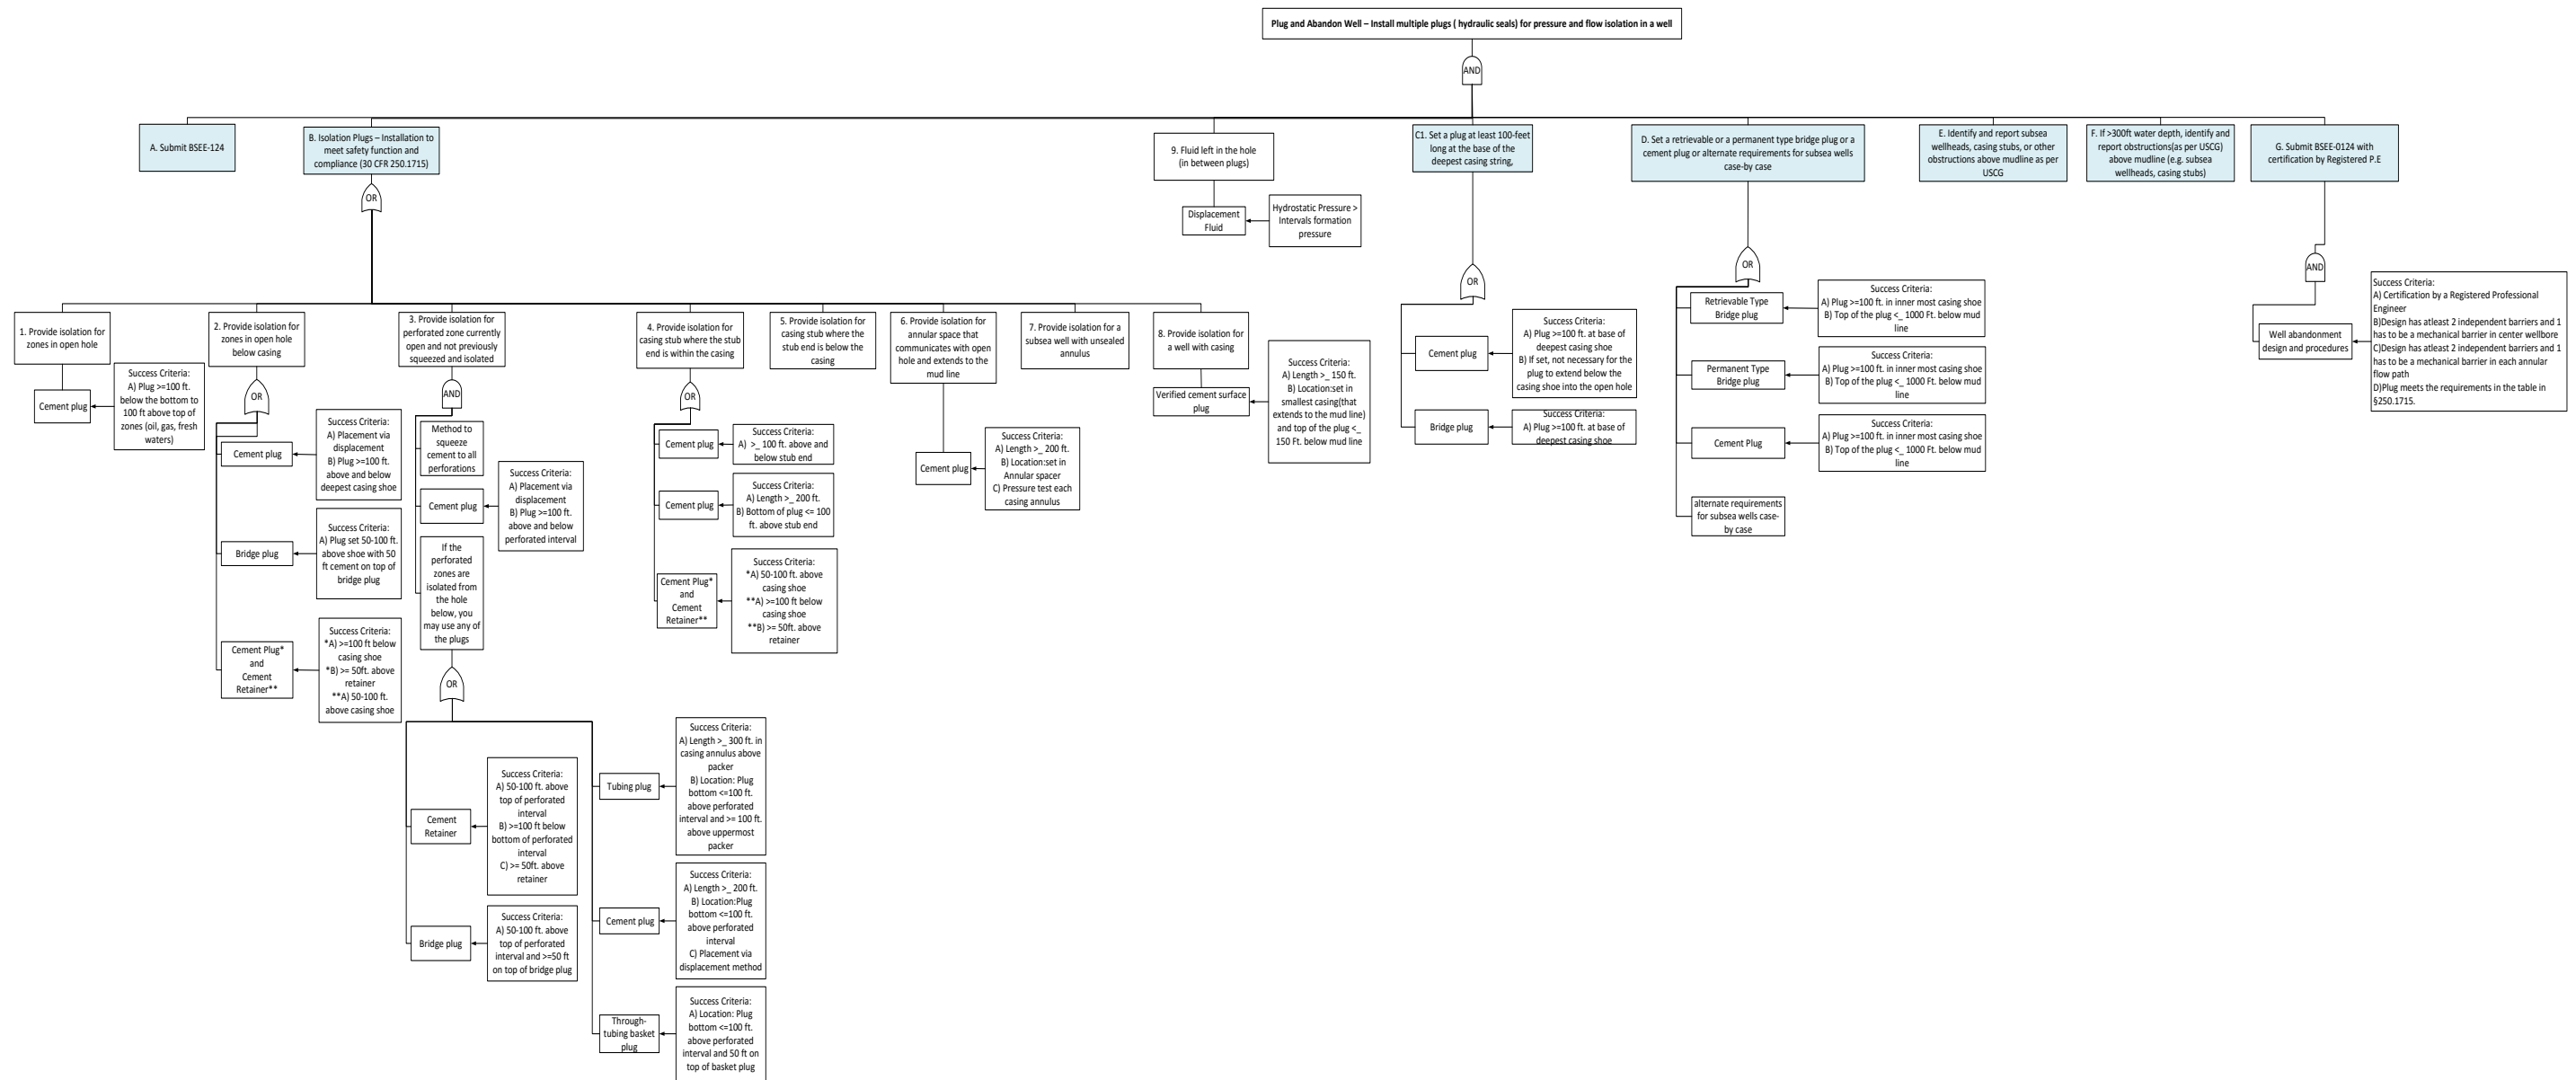 Plug and Abandon Well – Install multiple plugs ( hydraulic seals) for pressure and flow isolation in a well
AND
A. Submit BSEE-124
B. Isolation Plugs – Installation to
meet safety function and
compliance (30 CFR 250.1715)
OR
9. Fluid left in the hole
(in between plugs)
Displacement
Fluid
Hydrostatic Pressure >
Intervals formation
pressure
C1. Set a plug at least 100-feet
long at the base of the
deepest casing string,
D. Set a retrievable or a permanent type bridge plug or a
cement plug or alternate requirements for subsea wells
case-by case
E. Identify and report subsea
wellheads, casing stubs, or other
obstructions above mudline as per
USCG
F. If >300ft water depth, identify and
report obstructions(as per USCG)
above mudline (e.g. subsea
wellheads, casing stubs)
G. Submit BSEE-0124 with
certification by Registered P.E
1. Provide isolation for
zones in open hole
Cement plug
Success Criteria:
A) Plug >=100 ft.
below the bottom to
100 ft above top of
zones (oil, gas, fresh
waters)
2. Provide isolation for
zones in open hole
below casing
OR
Cement plug
Success Criteria:
A) Placement via
displacement
B) Plug >=100 ft.
above and below
deepest casing shoe
Bridge plug
Success Criteria:
A) Plug set 50-100 ft.
above shoe with 50
ft cement on top of
bridge plug
Cement Plug*
and
Cement
Retainer**
Success Criteria:
*A) >=100 ft below
casing shoe
*B) >= 50ft. above
retainer
**A) 50-100 ft.
above casing shoe
3. Provide isolation for
perforated zone currently
open and not previously
squeezed and isolated
AND
Method to
squeeze
cement to all
perforations
Cement plug
Success Criteria:
A) Placement via
displacement
B) Plug >=100 ft.
above and below
perforated interval
If the
perforated
zones are
isolated from
the hole
below, you
may use any of
the plugs
OR
Cement
Retainer
Success Criteria:
A) 50-100 ft. above
top of perforated
interval
B) >=100 ft below
bottom of perforated
interval
C) >= 50ft. above
retainer
Bridge plug
Success Criteria:
A) 50-100 ft. above
top of perforated
interval and >=50 ft
on top of bridge plug
Tubing plug
Success Criteria:
A) Length >_ 300 ft. in
casing annulus above
packer
B) Location: Plug
bottom <=100 ft.
above perforated
interval and >= 100 ft.
above uppermost
packer
Cement plug
Success Criteria:
A) Length >_ 200 ft.
B) Location:Plug
bottom <=100 ft.
above perforated
interval
C) Placement via
displacement method
Through-
tubing basket
plug
Success Criteria:
A) Location: Plug
bottom <=100 ft.
above perforated
interval and 50 ft on
top of basket plug
4. Provide isolation for
casing stub where the stub
end is within the casing
OR
Cement plug
Success Criteria:
A) >_ 100 ft. above and
below stub end
Cement plug
Success Criteria:
A) Length >_ 200 ft.
B) Bottom of plug <= 100
ft. above stub end
Cement Plug*
and
Cement
Retainer**
Success Criteria:
*A) 50-100 ft. above
casing shoe
**A) >=100 ft below
casing shoe
**B) >= 50ft. above
retainer
5. Provide isolation for
casing stub where the
stub end is below the
casing
6. Provide isolation for
annular space that
communicates with open
hole and extends to the
mud line
Cement plug
Success Criteria:
A) Length >_ 200 ft.
B) Location:set in
Annular spacer
C) Pressure test each
casing annulus
7. Provide isolation for a
subsea well with unsealed
annulus
8. Provide isolation for
a well with casing
Verified cement surface
plug
Success Criteria:
A) Length >_ 150 ft.
B) Location:set in
smallest casing(that
extends to the mud line)
and top of the plug <_
150 Ft. below mud line
OR
Cement plug
Success Criteria:
A) Plug >=100 ft. at base of
deepest casing shoe
B) If set, not necessary for the
plug to extend below the
casing shoe into the open hole
Bridge plug
Success Criteria:
A) Plug >=100 ft. at base of
deepest casing shoe
OR
Retrievable Type
Bridge plug
Success Criteria:
A) Plug >=100 ft. in inner most casing shoe
B) Top of the plug <_ 1000 Ft. below mud
line
Permanent Type
Bridge plug
Success Criteria:
A) Plug >=100 ft. in inner most casing shoe
B) Top of the plug <_ 1000 Ft. below mud
line
Cement Plug
Success Criteria:
A) Plug >=100 ft. in inner most casing shoe
B) Top of the plug <_ 1000 Ft. below mud
line
alternate requirements
for subsea wells case-
by case
AND
Well abandonment
design and procedures
Success Criteria:
A) Certification by a Registered Professional
Engineer
B)Design has atleast 2 independent barriers and 1
has to be a mechanical barrier in center wellbore
C)Design has atleast 2 independent barriers and 1
has to be a mechanical barrier in each annular
flow path
D)Plug meets the requirements in the table in
§250.1715.